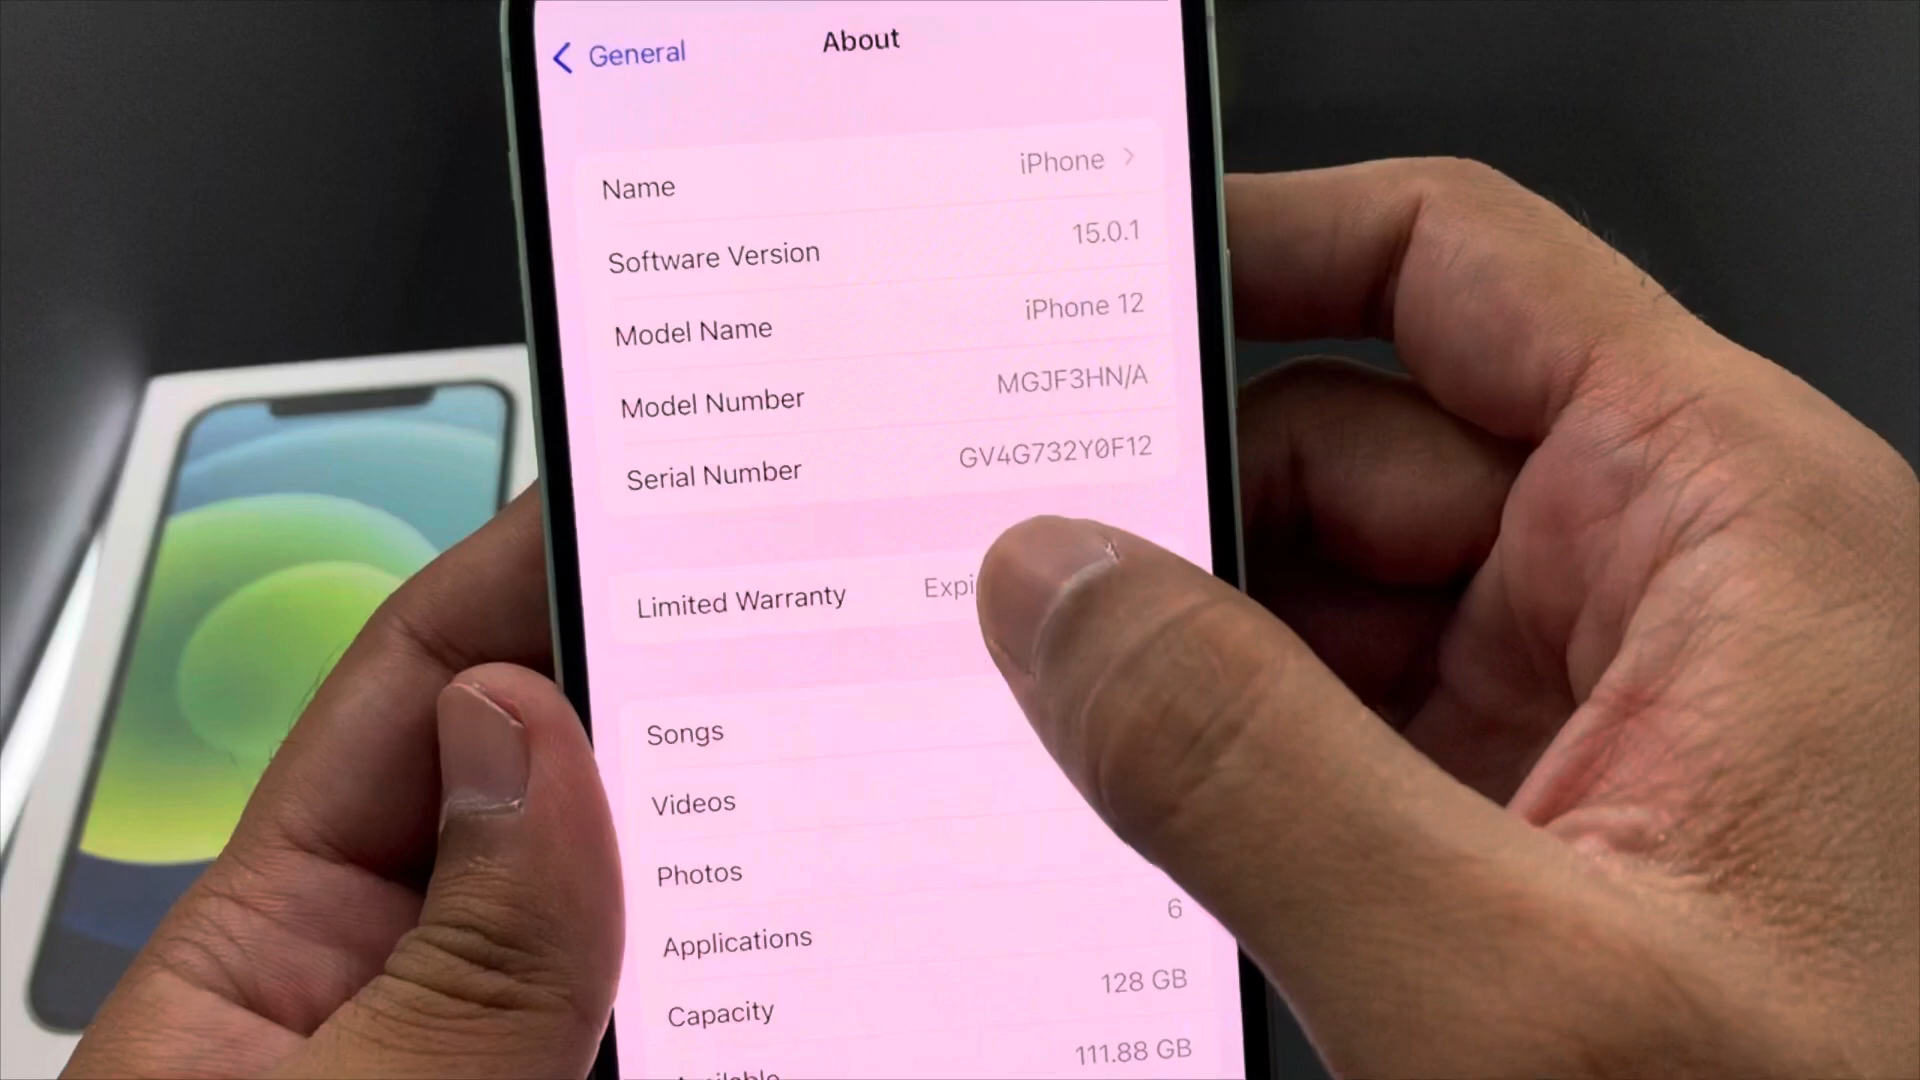 General
About
Name iPhone
Software Version 15.0.1
Model Name iPhone 12
Model Number MGJF3HN/A
Serial Number GV4G732Y0F12
Limited Warranty Expi
Songs
Videos
Photos
Applications 6
Capacity 128 GB
Available 111.88 GB